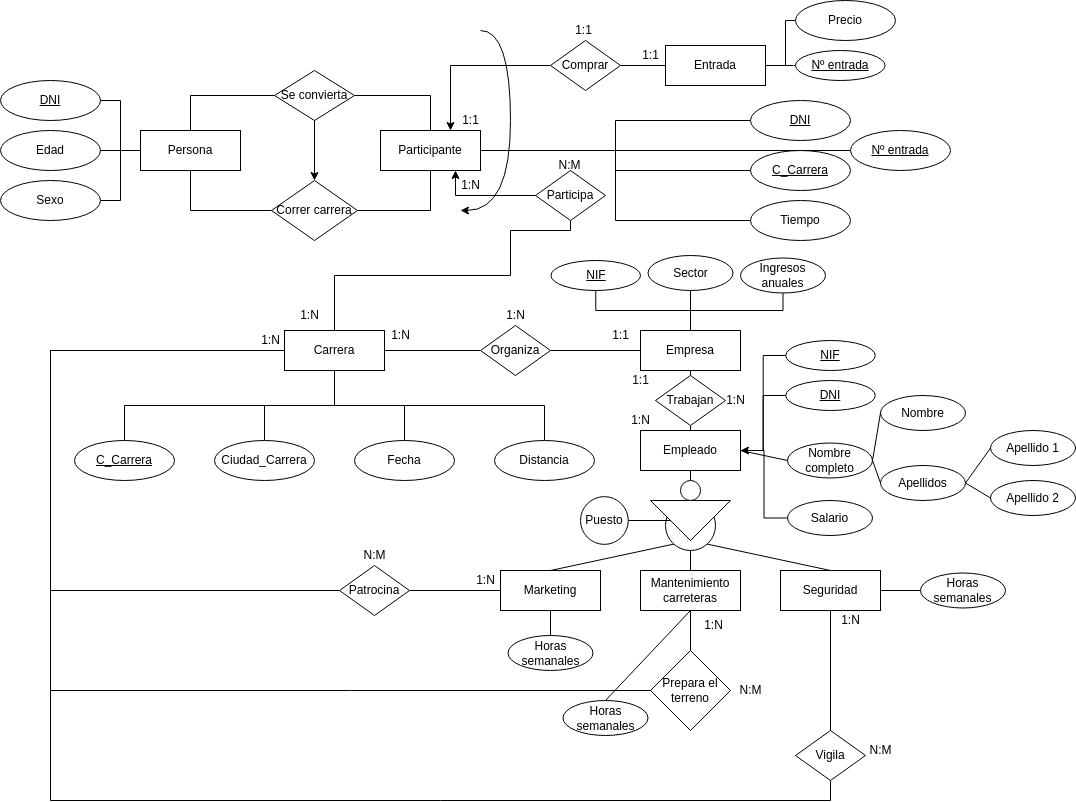 Precio
1:1
1:1
Comprar
Entrada
Nº entrada
Se convierta
DNI
1:1
DNI
Edad
Persona
Participante
Nº entrada
N:M
C_Carrera
1:N
Participa
Sexo
Correr carrera
Tiempo
NIF
Sector
Ingresos
anuales
1:N
1:N
1:N
1:N
1:1
Carrera
Organiza
Empresa
NIF
1:1
DNI
Trabajan
1:N
Nombre
1:N
Empleado
Nombre
completo
Apellido 1
C_Carrera
Ciudad_Carrera
Fecha
Distancia
Apellidos
Apellido 2
Puesto
Salario
N:M
1:N
Patrocina
Marketing
Mantenimiento
carreteras
Seguridad
Horas
semanales
1:N
1:N
Horas
semanales
Prepara el
terreno
N:M
Horas
semanales
Vigila
N:M